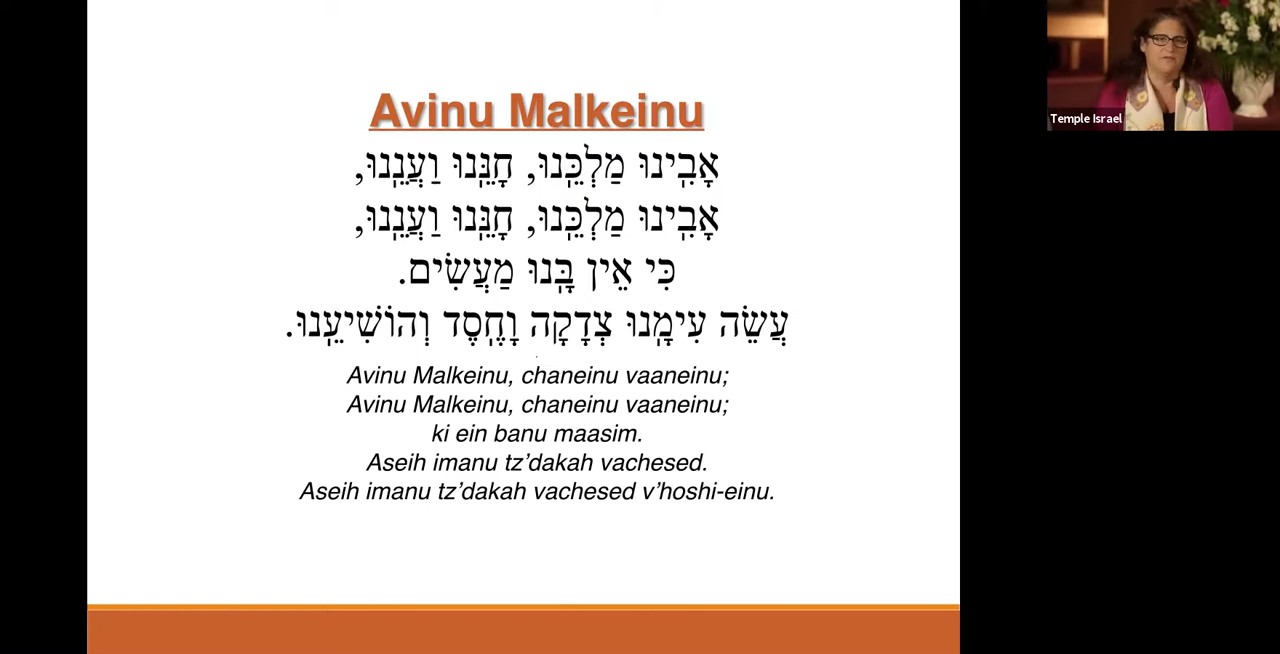 Avinu Malkeinu
אָבִֽינוּ מַלְכֵּֽנוּ, חָנֵּֽנוּ וַעֲנֵֽנוּ,
אָבִֽינוּ מַלְכֵּֽנוּ, חָנֵּֽנוּ וַעֲנֵֽנוּ,
כִּי אֵין בָּֽנוּ מַעֲשִׂים.
עֲשֵׂה עִימָֽנוּ צְדָקָה וָחֶֽסֶד וְהוֹשִׁיעֵֽנוּ.
Avinu Malkeinu, chaneinu vaaneinu;
Avinu Malkeinu, chaneinu vaaneinu;
ki ein banu maasim.
Aseih imanu tz’dakah vachesed.
Aseih imanu tz’dakah vachesed v’hoshi-einu.
Temple Israel